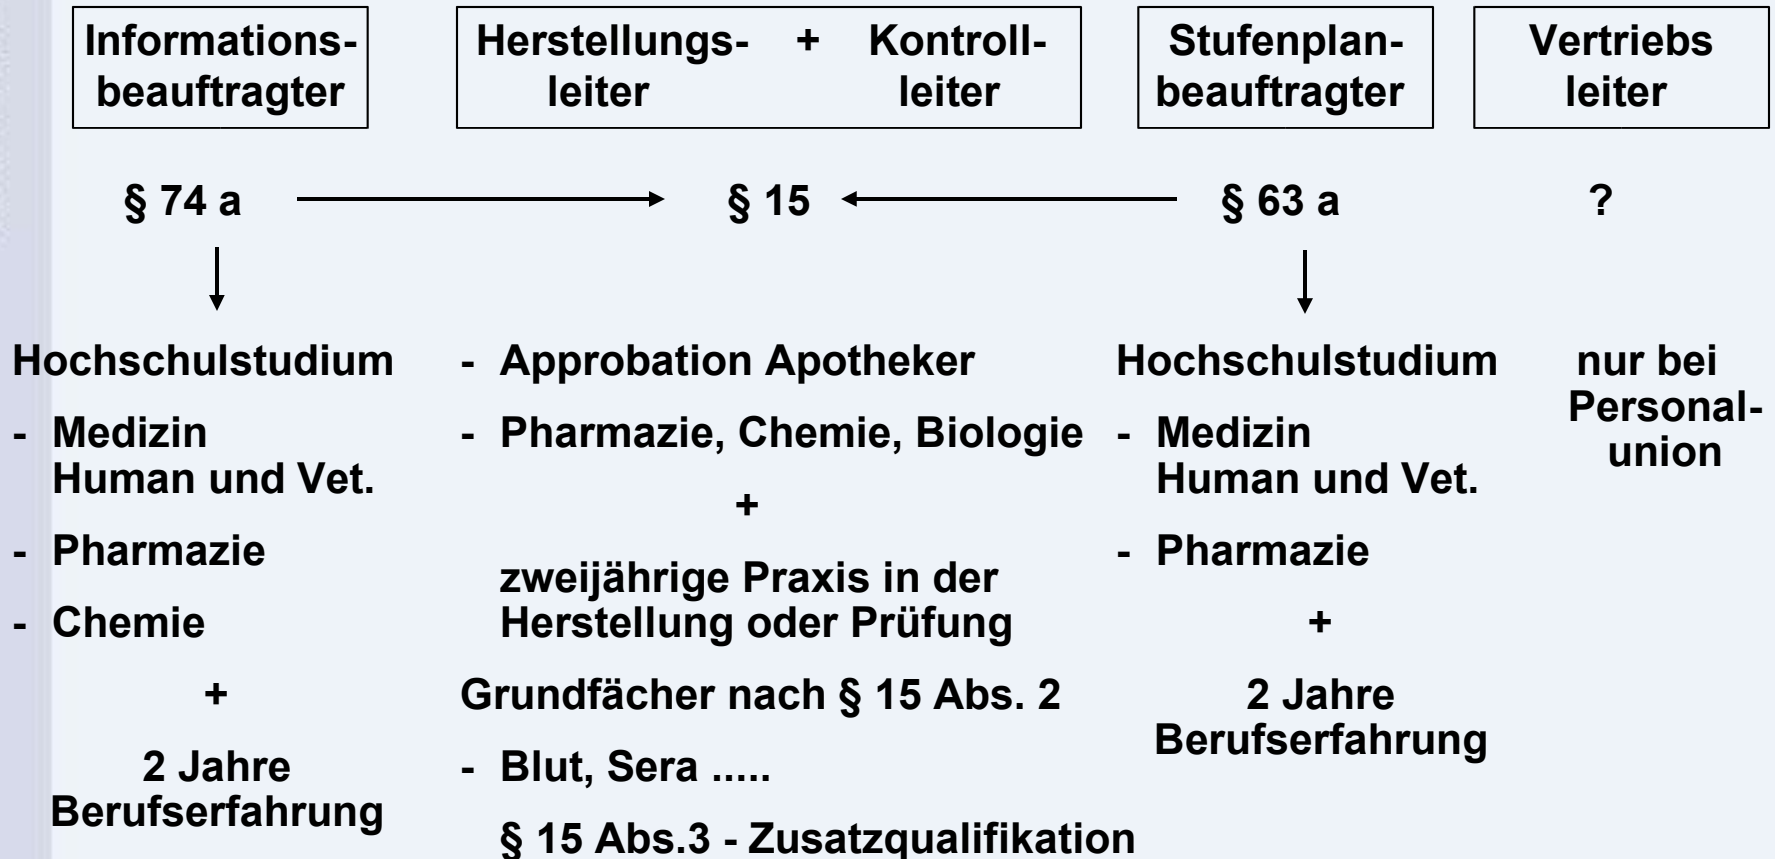 Informations-
beauftragter
Herstellungs- + Kontroll-
leiter leiter
Stufenplan-
beauftragter
Vertriebs
leiter
§ 74 a
§ 15
§ 63 a
?
Hochschulstudium
- Medizin
Human und Vet.
- Pharmazie
- Chemie
+
2 Jahre
Berufserfahrung
- Approbation Apotheker
- Pharmazie, Chemie, Biologie
+
zweijährige Praxis in der
Herstellung oder Prüfung
Grundfächer nach § 15 Abs. 2
- Blut, Sera .....
§ 15 Abs.3 - Zusatzqualifikation
Hochschulstudium
- Medizin
Human und Vet.
- Pharmazie
+
2 Jahre
Berufserfahrung
nur bei
Personal-
union